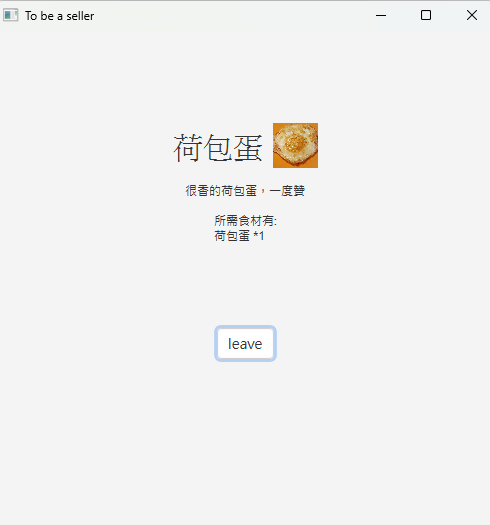 To be a seller
荷包蛋
很香的荷包蛋，一度贊
所需食材有:
荷包蛋 *1
leave